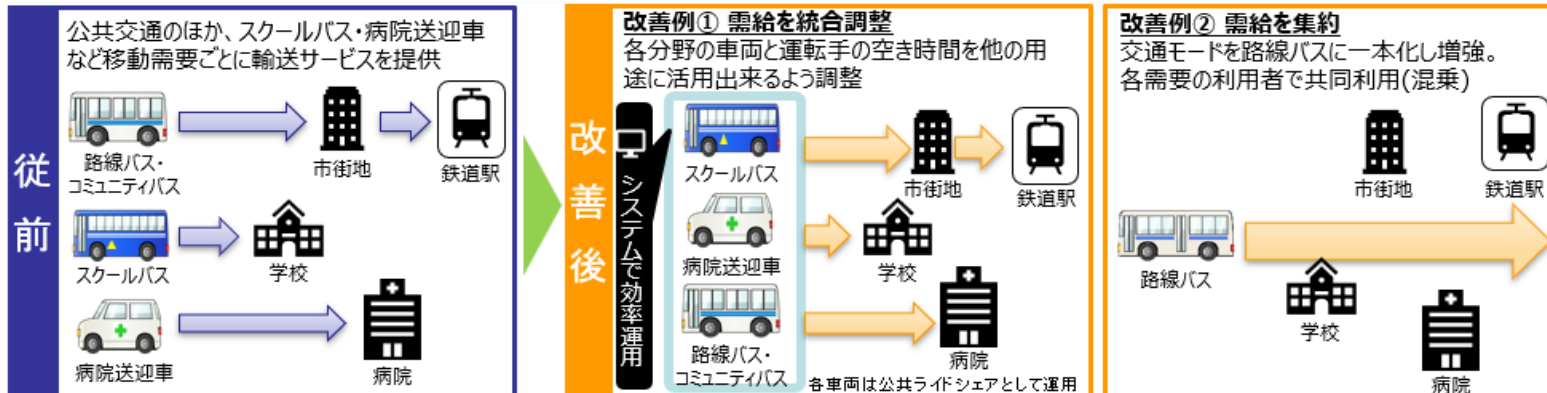 従前
公共交通のほか、スクールバス・病院送迎車
など移動需要ごとに輸送サービスを提供
路線バス・
コミュニティバス
市街地
鉄道駅
スクールバス
学校
病院送迎車
病院
改善後
改善例① 需給を統合調整
各分野の車両と運転手の空き時間を他の用
途に活用出来るよう調整
システムで効率運用
スクールバス
市街地
鉄道駅
病院送迎車
学校
路線バス・
コミュニティバス
病院
各車両は公共ライドシェアとして運用
改善例② 需給を集約
交通モードを路線バスに一本化し増強。
各需要の利用者で共同利用(混乗)
市街地
鉄道駅
路線バス
学校
病院